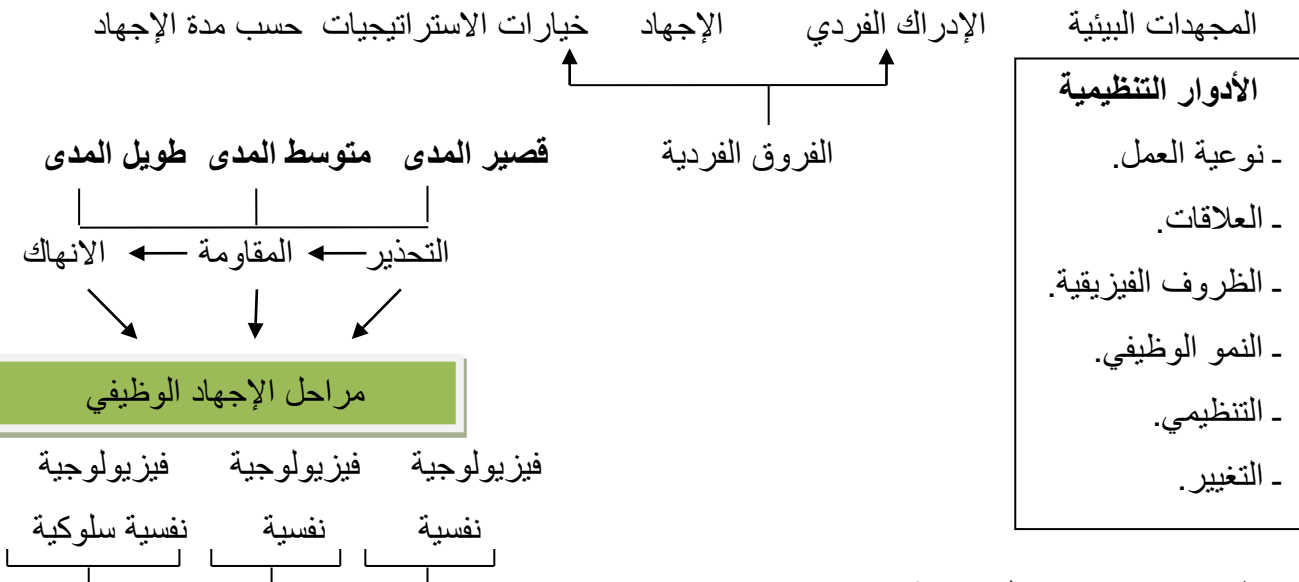 المجهدات البيئية الإدراك الفردي الإجهاد خيارات الاستراتيجيات حسب مدة الإجهاد
الأدوار التنظيمية
ـ نوعية العمل.
ـ العلاقات.
ـ الظروف الفيزيقية.
ـ النمو الوظيفي.
ـ التنظيمي.
ـ التغيير.
الفروق الفردية
قصير المدى متوسط المدى طويل المدى
التحذير المقاومة الانهاك
مراحل الإجهاد الوظيفي
فيزيولوجية فيزيولوجية فيزيولوجية
نفسية نفسية نفسية سلوكية